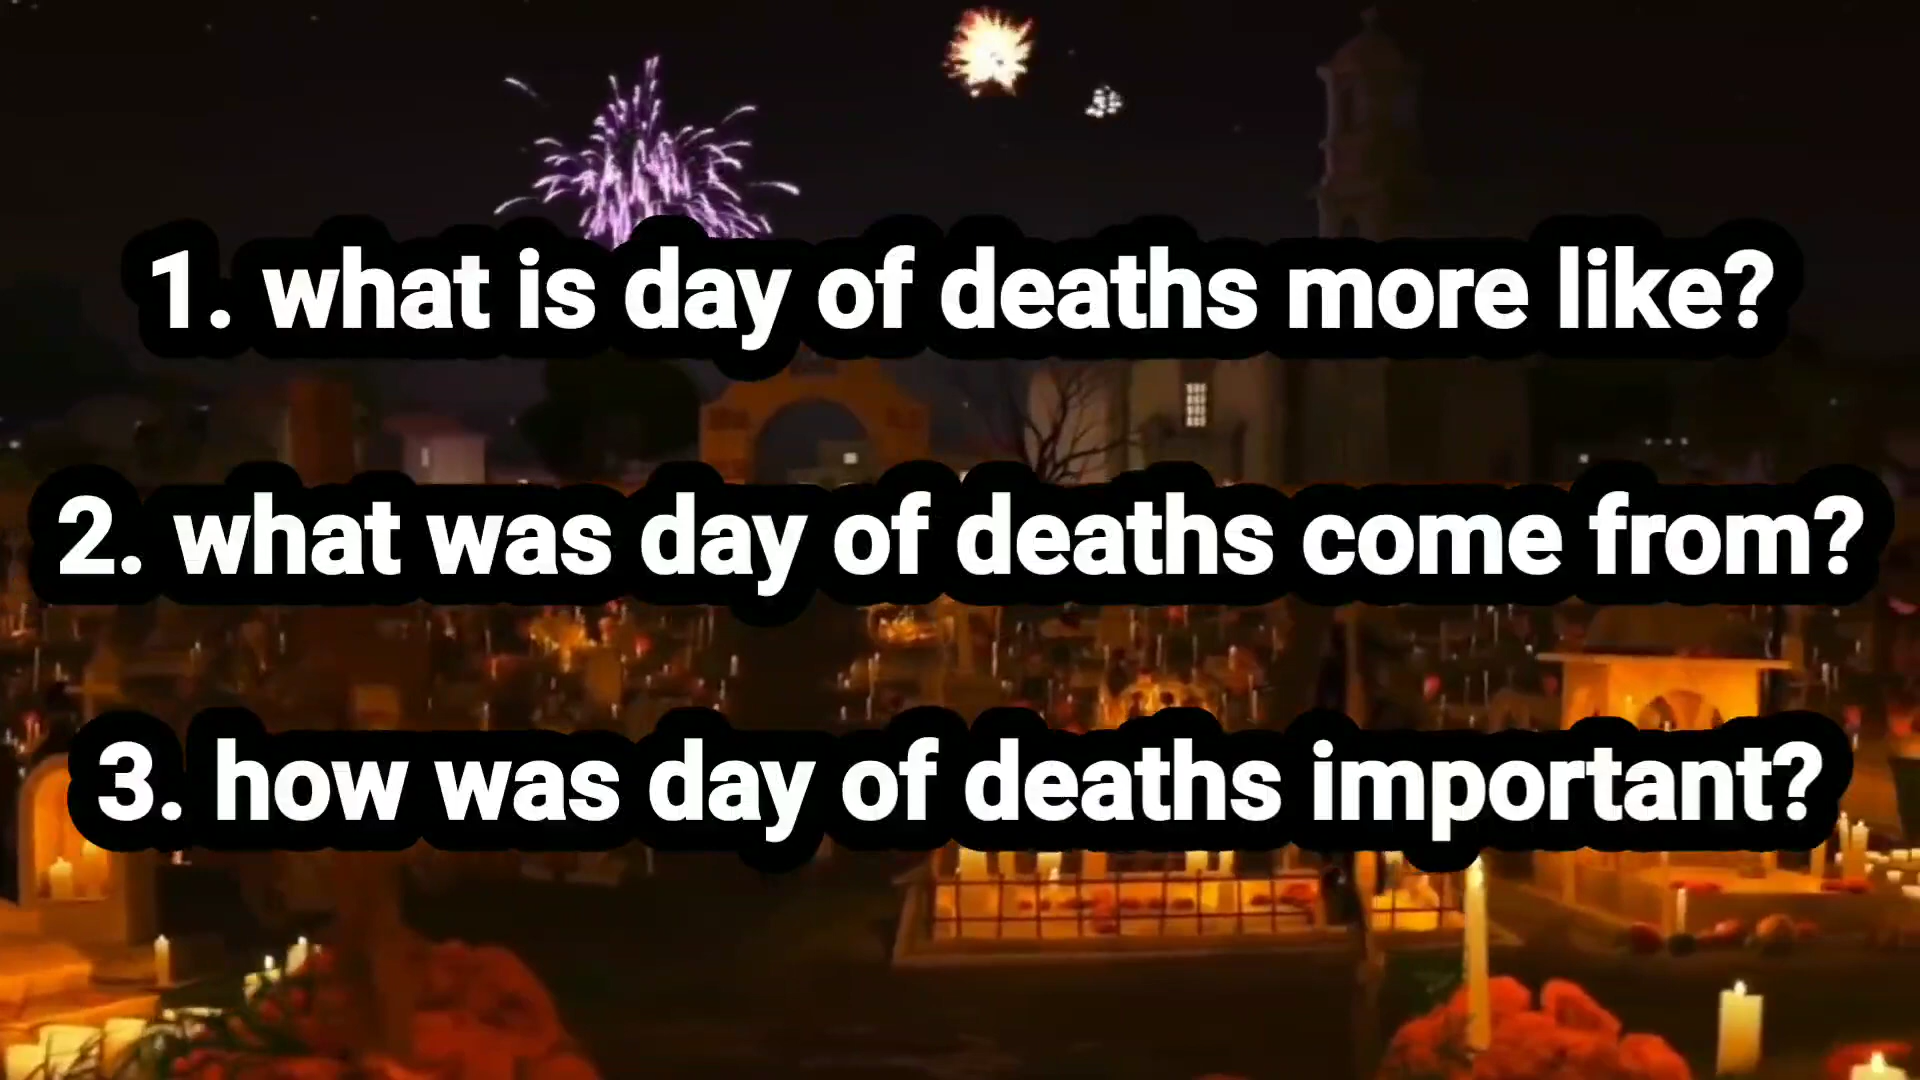 1. what is day of deaths more like?
2. what was day of deaths come from?
3. how was day of deaths important?